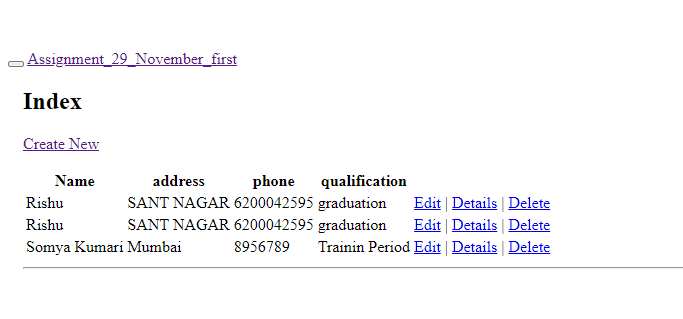 Assignment_29_November_first
Index
Create New
Name address phone qualification
Rishu SANT NAGAR 6200042595 graduation Edit | Details | Delete
Rishu SANT NAGAR 6200042595 graduation Edit | Details | Delete
Somya Kumari Mumbai 8956789 Trainin Period Edit | Details | Delete